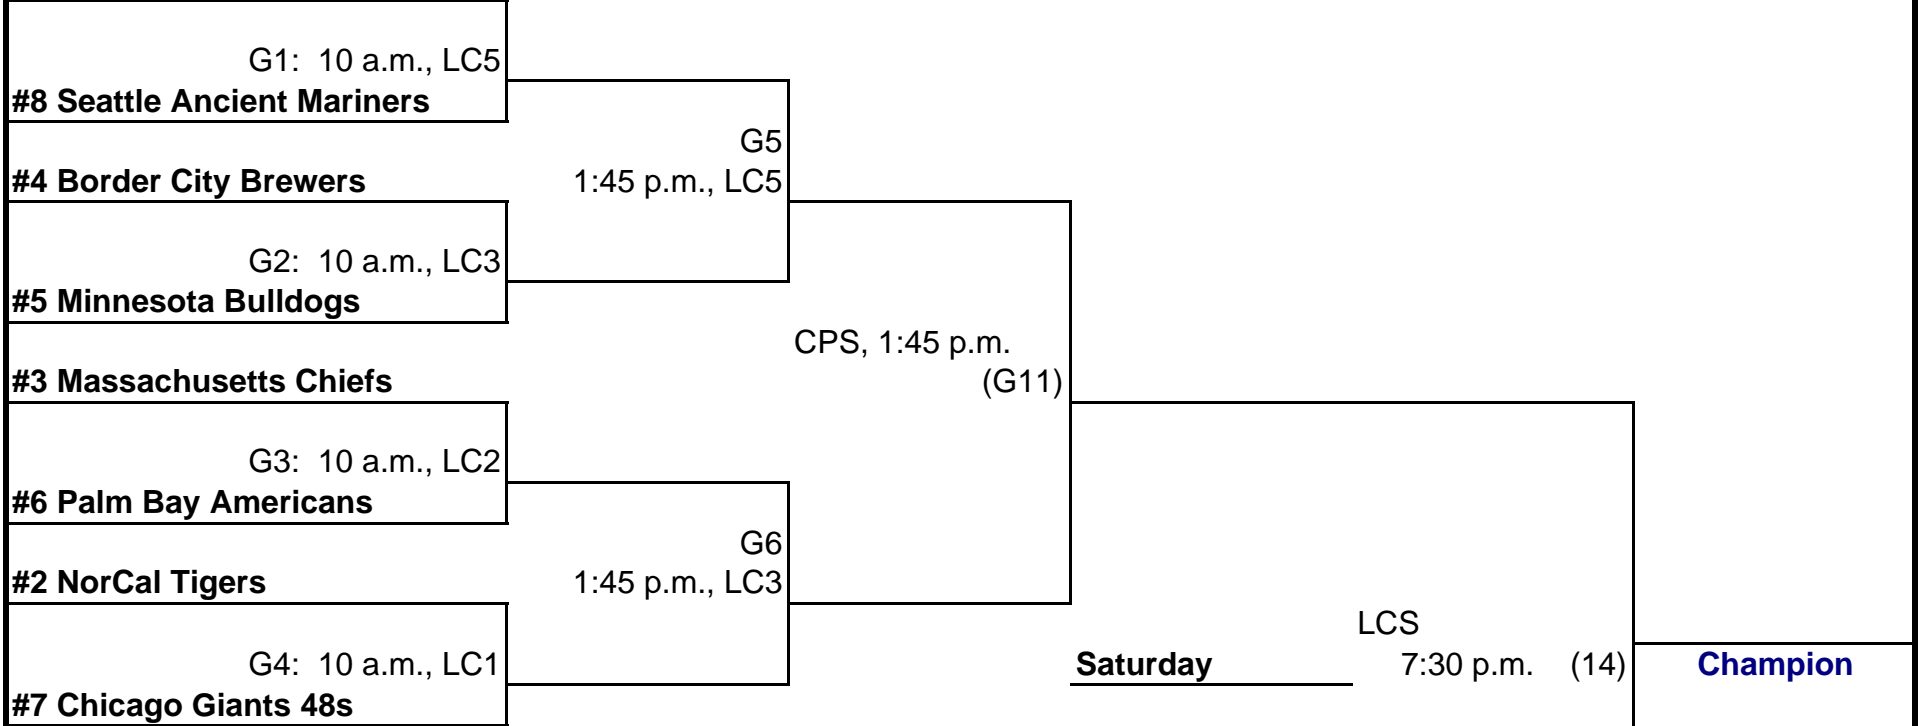 G1:  10 a.m., LC5
#8 Seattle Ancient Mariners
G5
#4 Border City Brewers
1:45 p.m., LC5
G2:  10 a.m., LC3
#5 Minnesota Bulldogs
CPS, 1:45 p.m.
#3 Massachusetts Chiefs
(G11)
G3:  10 a.m., LC2
#6 Palm Bay Americans
G6
#2 NorCal Tigers
1:45 p.m., LC3
LCS
G4:  10 a.m., LC1
Saturday
7:30 p.m.
(14)
Champion
#7 Chicago Giants 48s